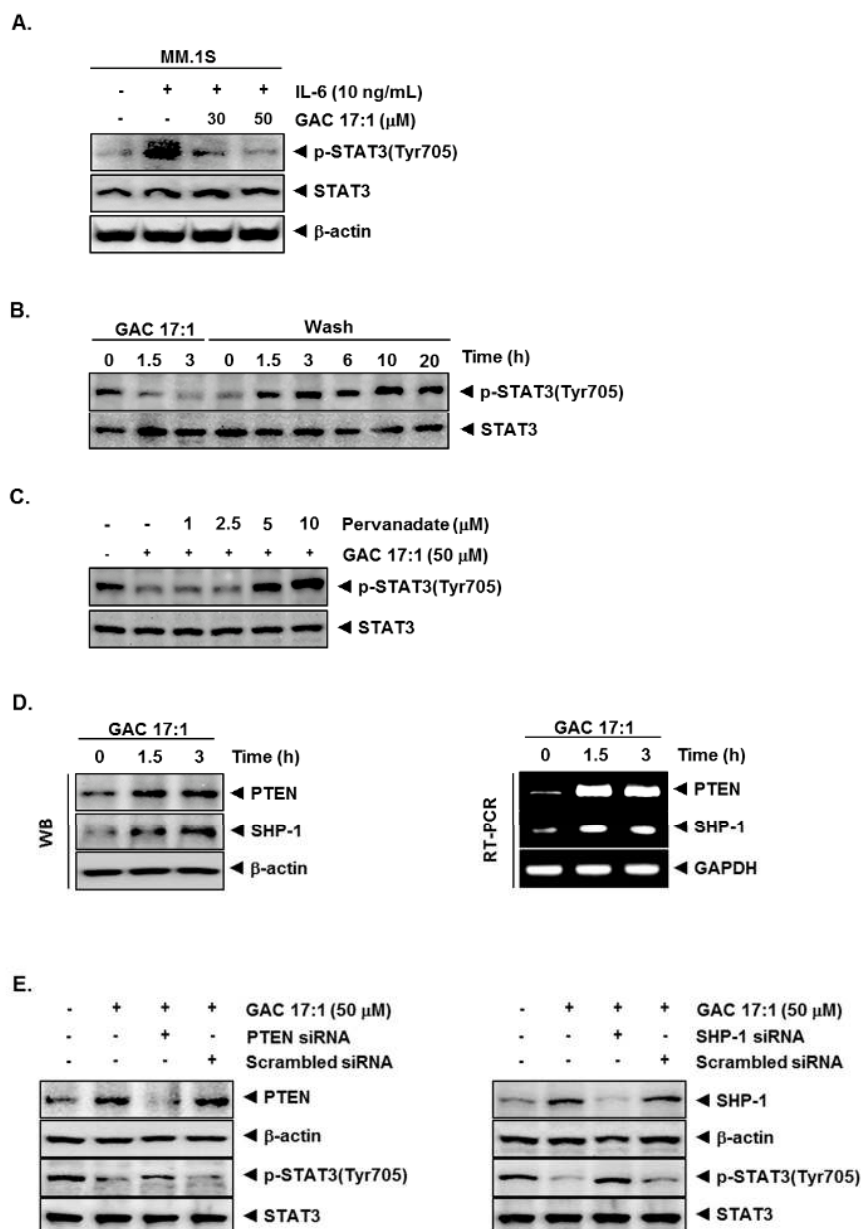 A.
MM.1S
- + + + IL-6 (10 ng/mL)
- - 30 50 GAC 17:1 (μM)
p-STAT3(Tyr705)
STAT3
β-actin
B.
GAC 17:1 Wash
0 1.5 3 0 1.5 3 6 10 20 Time (h)
p-STAT3(Tyr705)
STAT3
C.
- - 1 2.5 5 10 Pervanadate (μM)
- + + + + + GAC 17:1 (50 μM)
p-STAT3(Tyr705)
STAT3
D.
GAC 17:1
0 1.5 3 Time (h)
WB
PTEN
SHP-1
β-actin
GAC 17:1
0 1.5 3 Time (h)
RT-PCR
PTEN
SHP-1
GAPDH
E.
- + + + GAC 17:1 (50 μM)
- - + - PTEN siRNA
- - - + Scrambled siRNA
PTEN
β-actin
p-STAT3(Tyr705)
STAT3
- + + + GAC 17:1 (50 μM)
- - + - SHP-1 siRNA
- - - + Scrambled siRNA
SHP-1
β-actin
p-STAT3(Tyr705)
STAT3